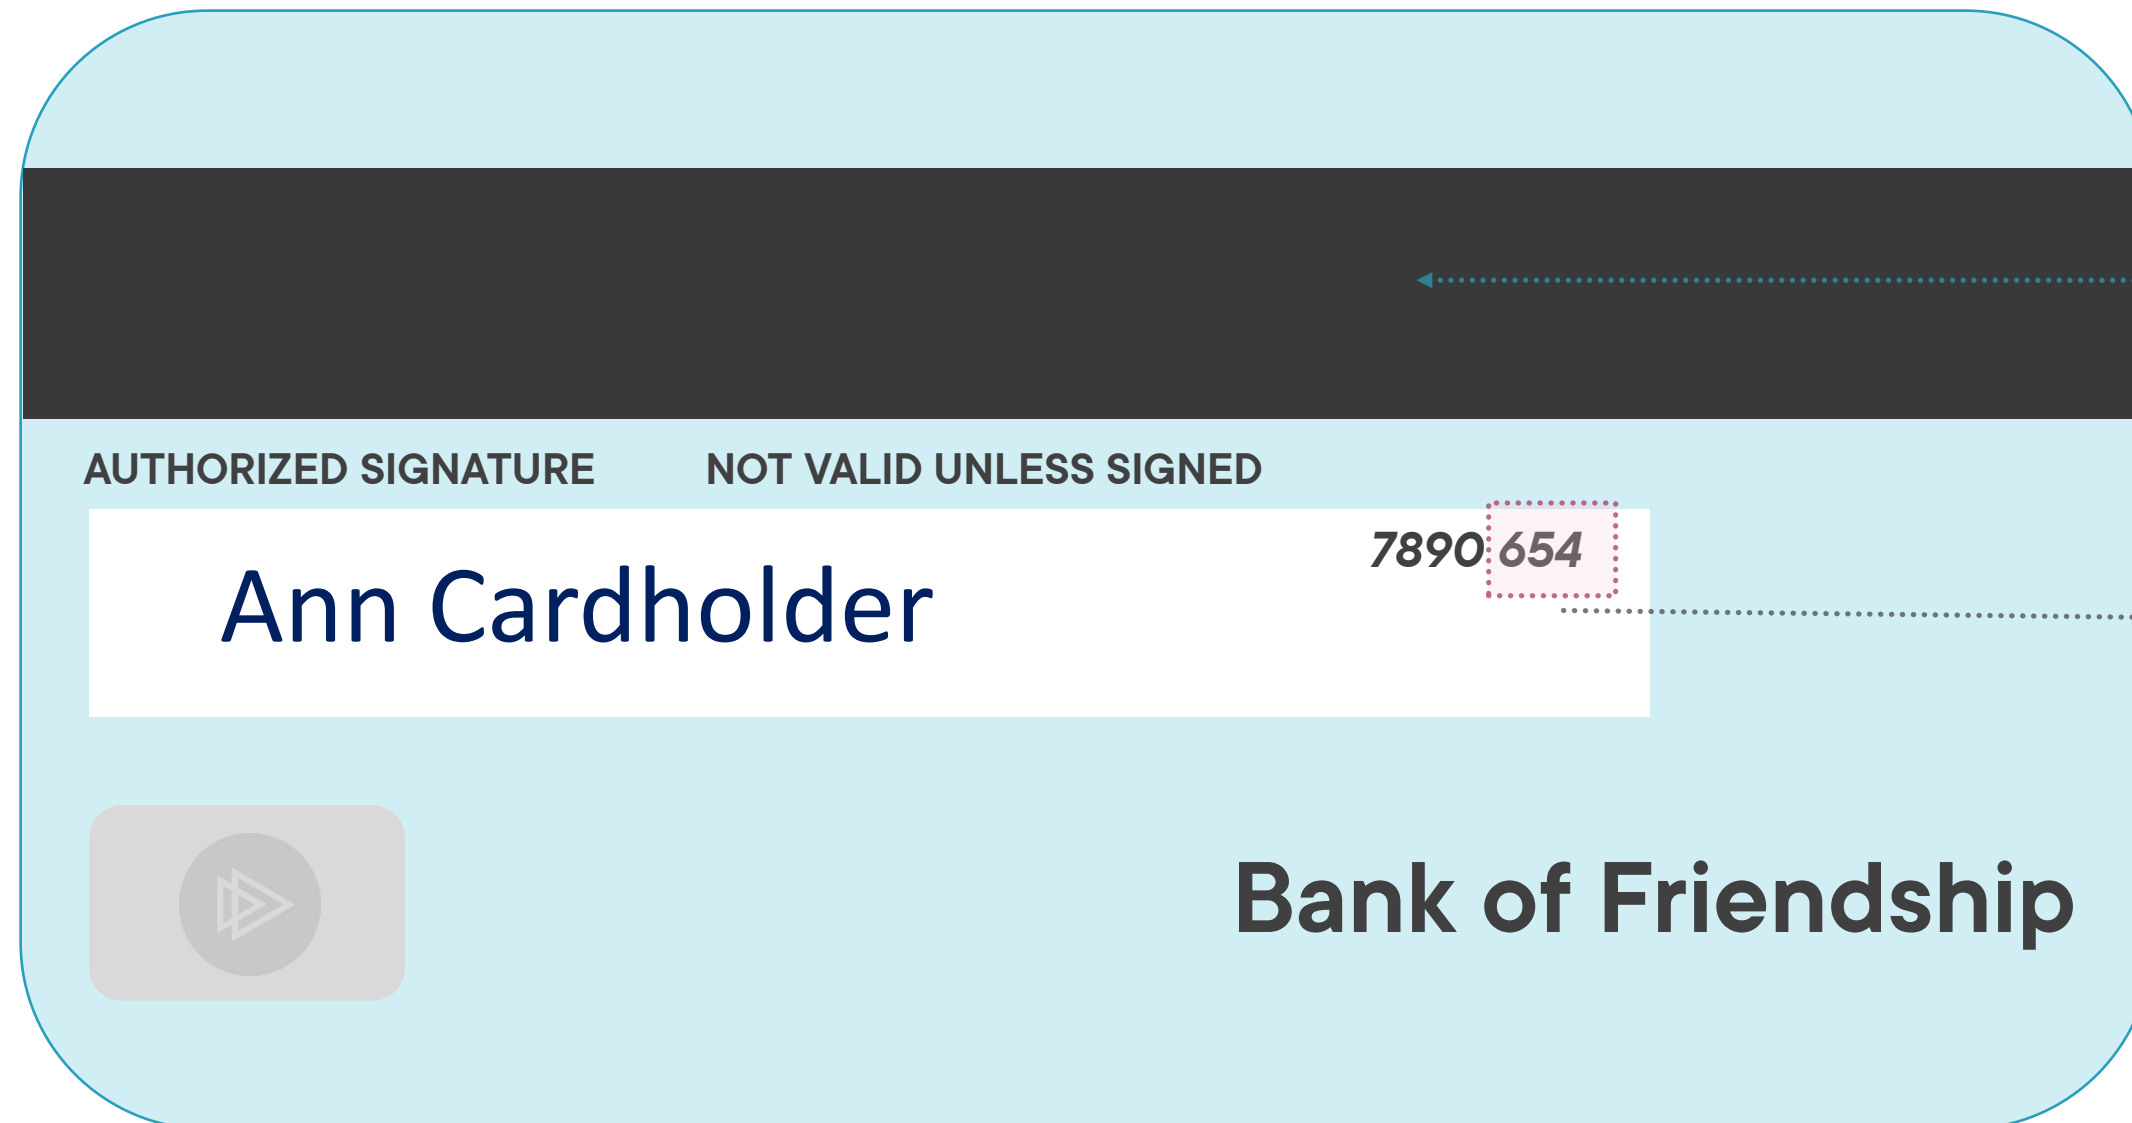 AUTHORIZED SIGNATURE NOT VALID UNLESS SIGNED
7890 654
Ann Cardholder
Bank of Friendship